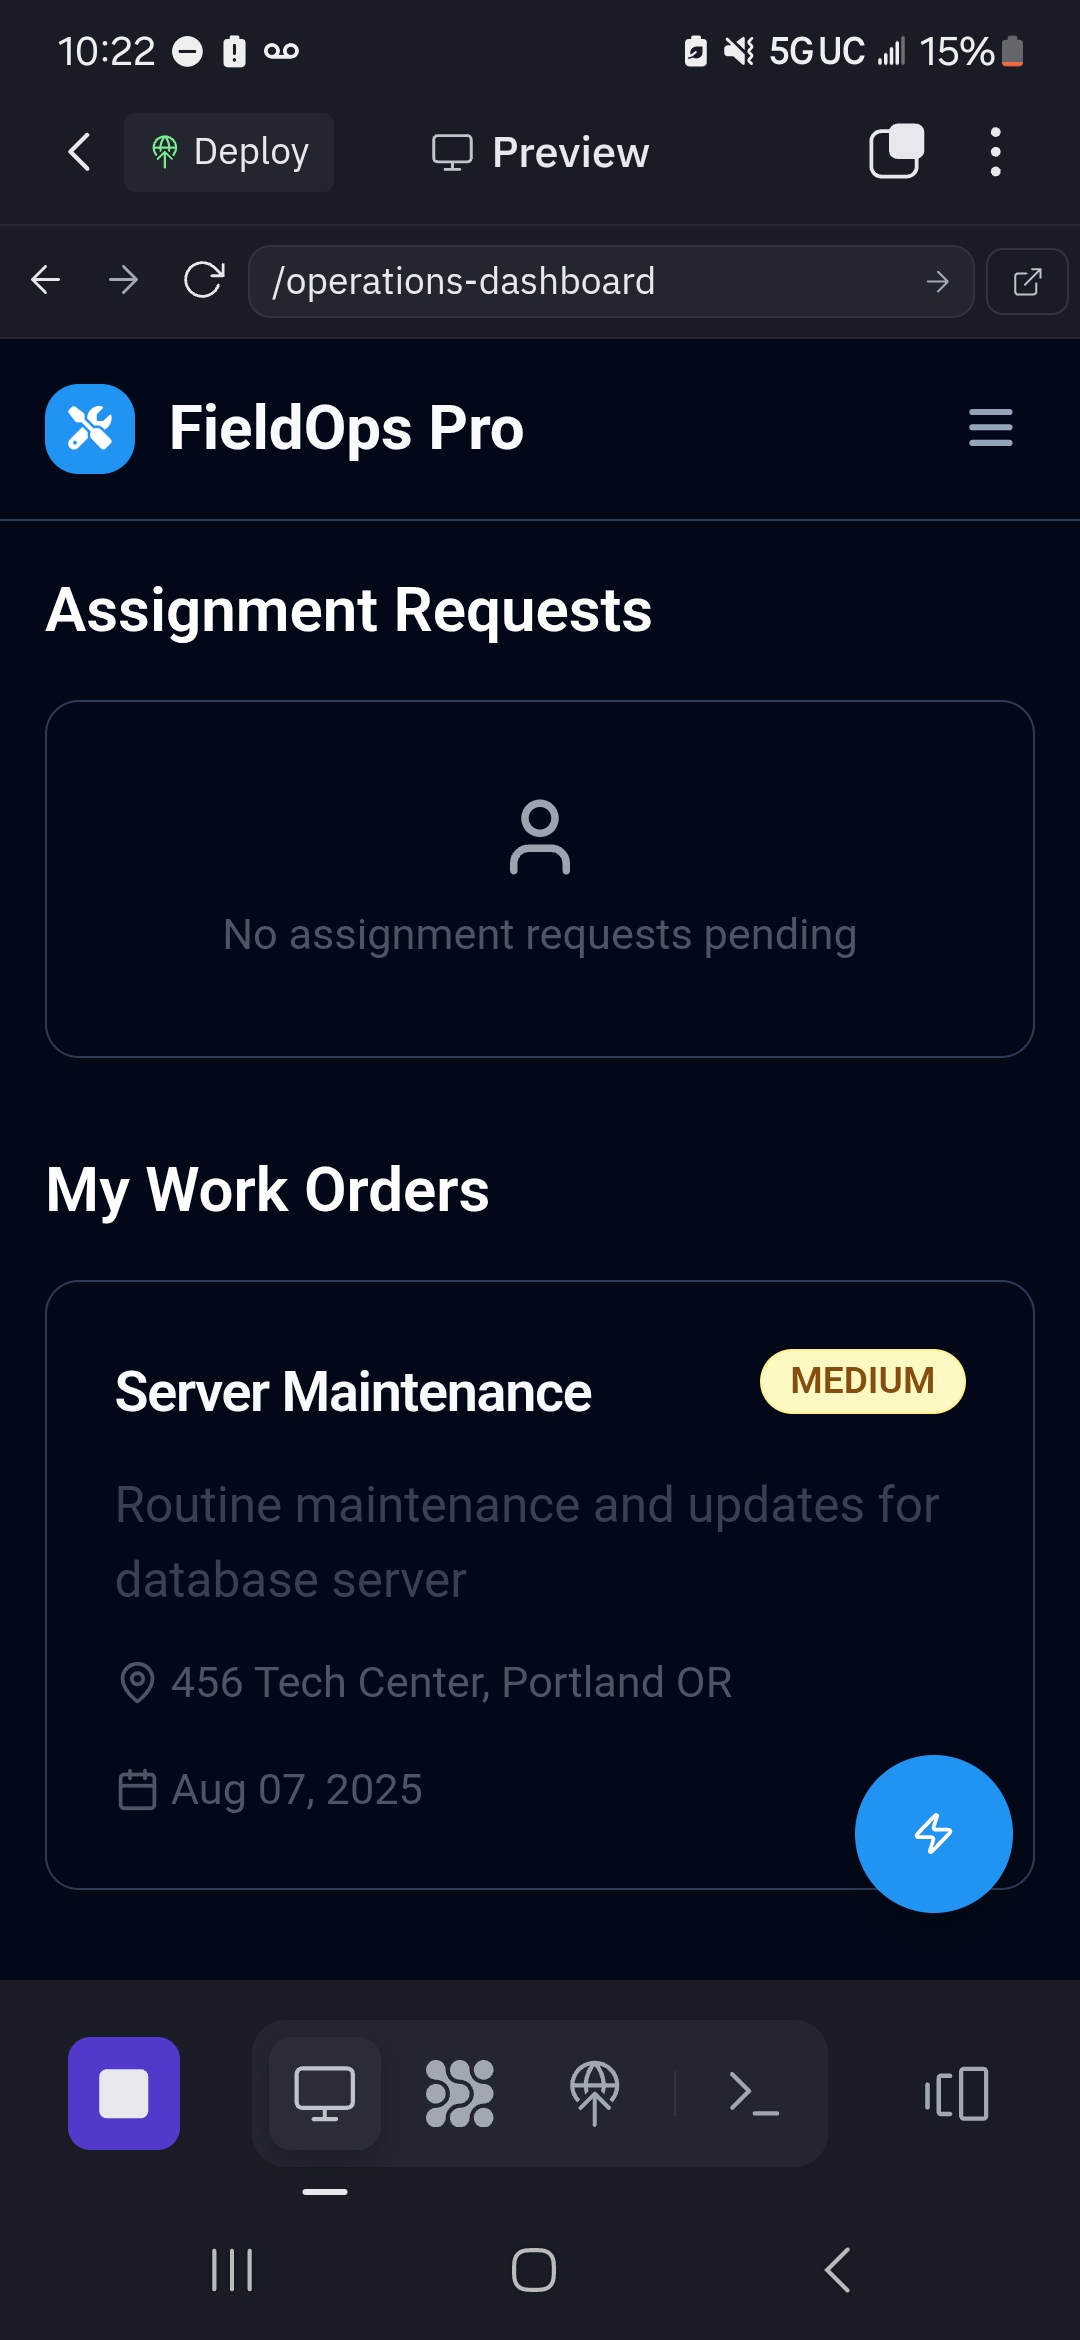 10:22
5G UC
15%
Deploy
Preview
/operations-dashboard
FieldOps Pro
Assignment Requests
No assignment requests pending
My Work Orders
Server Maintenance
MEDIUM
Routine maintenance and updates for
database server
456 Tech Center, Portland OR
Aug 07, 2025